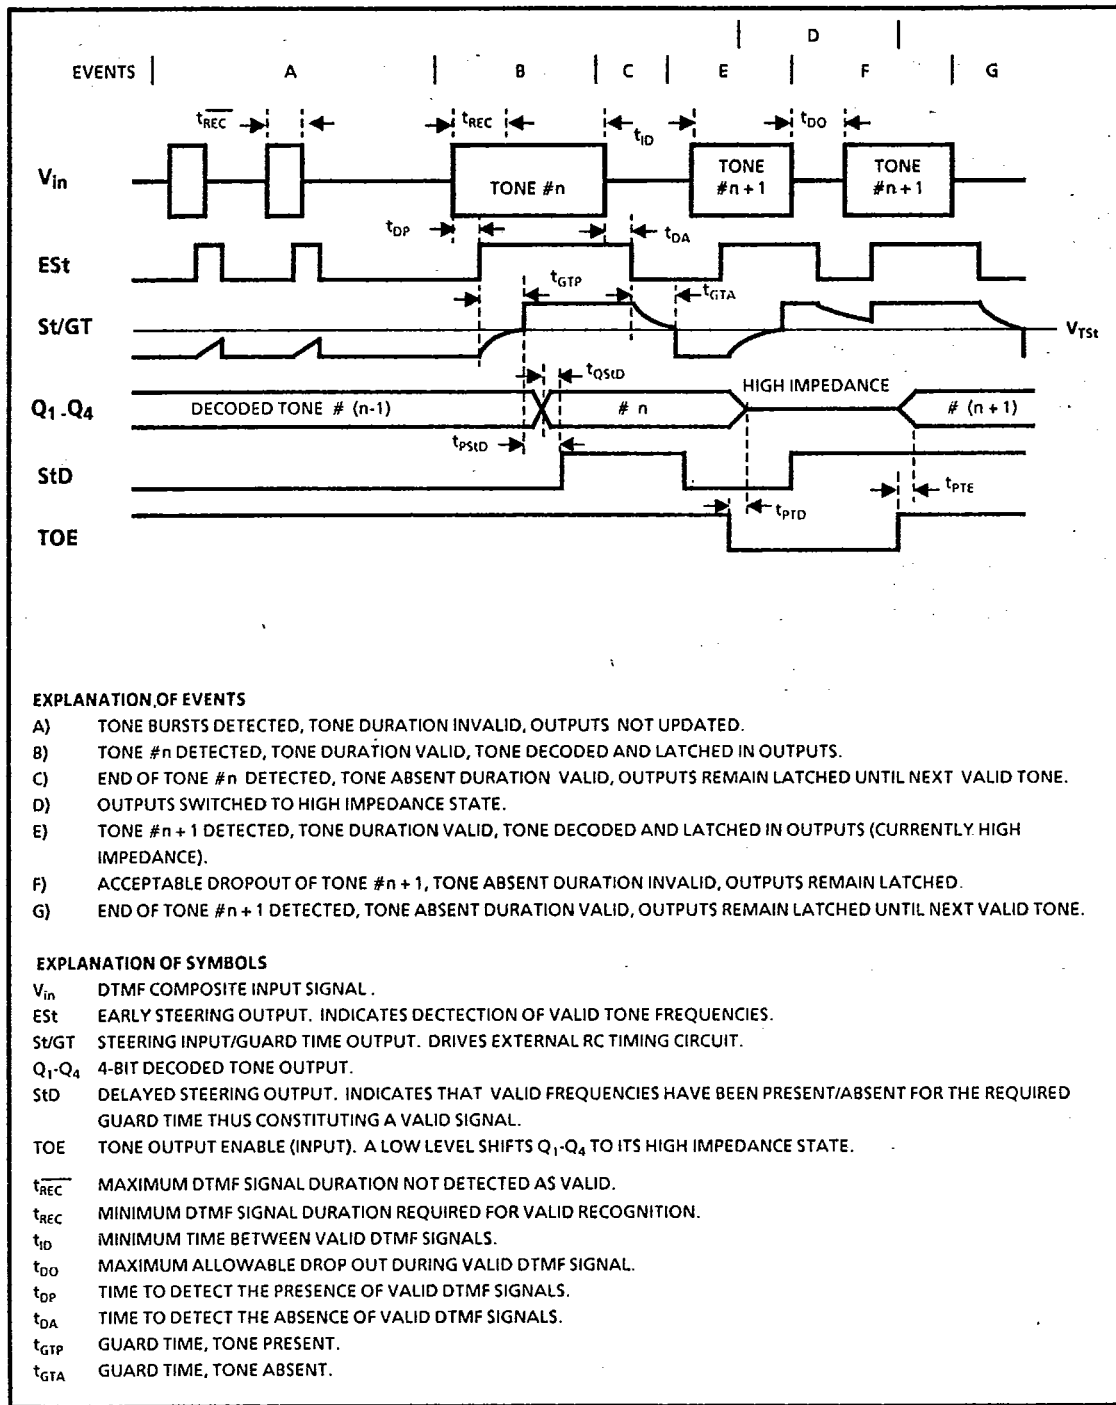 D
EVENTS A B C E F G
tREC tREC tID tDO
Vin TONE #n TONE #n + 1 TONE #n + 1
tDP tDA
ESt
tGTP tGTA
St/GT VTSt
tQStD HIGH IMPEDANCE
Q1 - Q4 DECODED TONE # (n-1) # n # (n + 1)
tPStD
StD
tPTE
tPTD
TOE
EXPLANATION OF EVENTS
A) TONE BURSTS DETECTED, TONE DURATION INVALID, OUTPUTS NOT UPDATED.
B) TONE #n DETECTED, TONE DURATION VALID, TONE DECODED AND LATCHED IN OUTPUTS.
C) END OF TONE #n DETECTED, TONE ABSENT DURATION VALID, OUTPUTS REMAIN LATCHED UNTIL NEXT VALID TONE.
D) OUTPUTS SWITCHED TO HIGH IMPEDANCE STATE.
E) TONE #n + 1 DETECTED, TONE DURATION VALID, TONE DECODED AND LATCHED IN OUTPUTS (CURRENTLY HIGH
IMPEDANCE).
F) ACCEPTABLE DROPOUT OF TONE #n + 1, TONE ABSENT DURATION INVALID, OUTPUTS REMAIN LATCHED.
G) END OF TONE #n + 1 DETECTED, TONE ABSENT DURATION VALID, OUTPUTS REMAIN LATCHED UNTIL NEXT VALID TONE.
EXPLANATION OF SYMBOLS
Vin DTMF COMPOSITE INPUT SIGNAL.
ESt EARLY STEERING OUTPUT. INDICATES DECTECTION OF VALID TONE FREQUENCIES.
St/GT STEERING INPUT/GUARD TIME OUTPUT. DRIVES EXTERNAL RC TIMING CIRCUIT.
Q1-Q4 4-BIT DECODED TONE OUTPUT.
StD DELAYED STEERING OUTPUT. INDICATES THAT VALID FREQUENCIES HAVE BEEN PRESENT/ABSENT FOR THE REQUIRED
GUARD TIME THUS CONSTITUTING A VALID SIGNAL.
TOE TONE OUTPUT ENABLE (INPUT). A LOW LEVEL SHIFTS Q1-Q4 TO ITS HIGH IMPEDANCE STATE.
tREC MAXIMUM DTMF SIGNAL DURATION NOT DETECTED AS VALID.
tREC MINIMUM DTMF SIGNAL DURATION REQUIRED FOR VALID RECOGNITION.
tID MINIMUM TIME BETWEEN VALID DTMF SIGNALS.
tDO MAXIMUM ALLOWABLE DROP OUT DURING VALID DTMF SIGNAL.
tDP TIME TO DETECT THE PRESENCE OF VALID DTMF SIGNALS.
tDA TIME TO DETECT THE ABSENCE OF VALID DTMF SIGNALS.
tGTP GUARD TIME, TONE PRESENT.
tGTA GUARD TIME, TONE ABSENT.